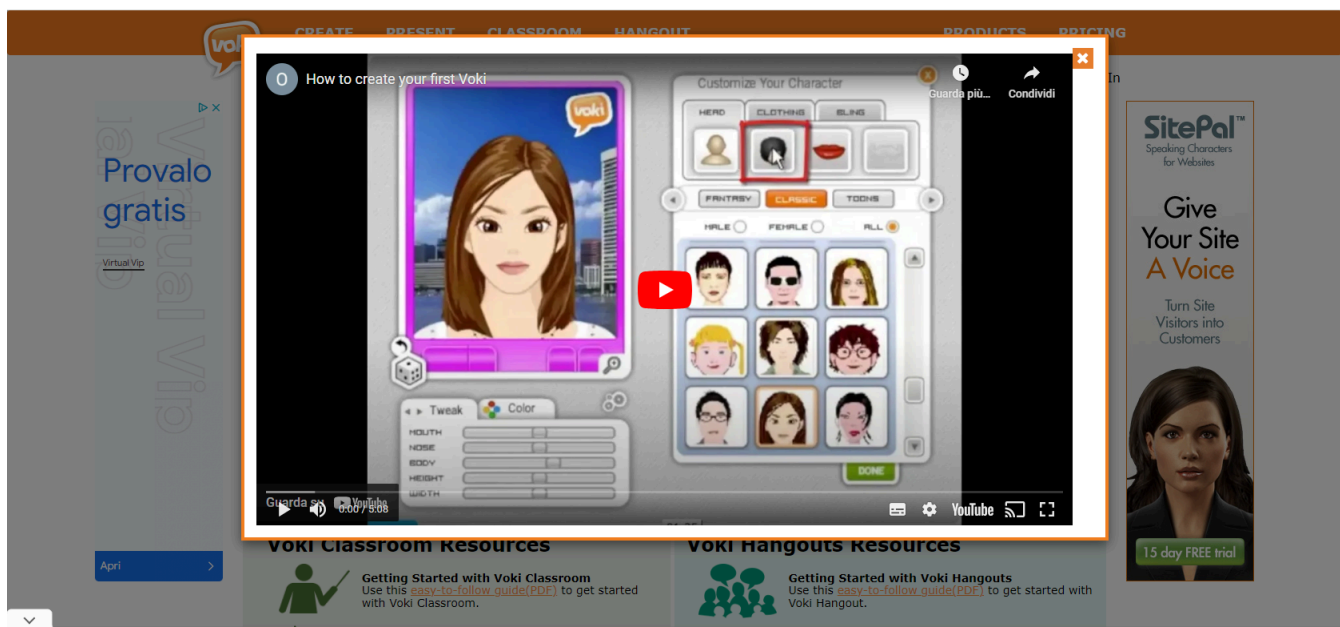 CREATE PRESENT CLASSROOM HANGOUT PRODUCTS PRICING
voki
In
O How to create your first Voki
Guarda più...
Condividi
voki
Customize Your Character
HEAD CLOTHING BLING
FANTASY CLASSIC TOONS
MALE FEMALE ALL
Tweak Color
MOUTH
NOSE
BODY
HEIGHT
WIDTH
DONE
Guarda su YouTube
0:00 / 5:08
YouTube
Virtual Vip
Provalo
gratis
Virtual Vip
Apri
SitePal™
Speaking Characters
for Websites
Give
Your Site
A Voice
Turn Site
Visitors into
Customers
15 day FREE trial
Voki Classroom Resources
Getting Started with Voki Classroom
Use this easy-to-follow guide(PDF) to get started
with Voki Classroom.
Voki Hangouts Resources
Getting Started with Voki Hangouts
Use this easy-to-follow guide(PDF) to get started with
Voki Hangout.